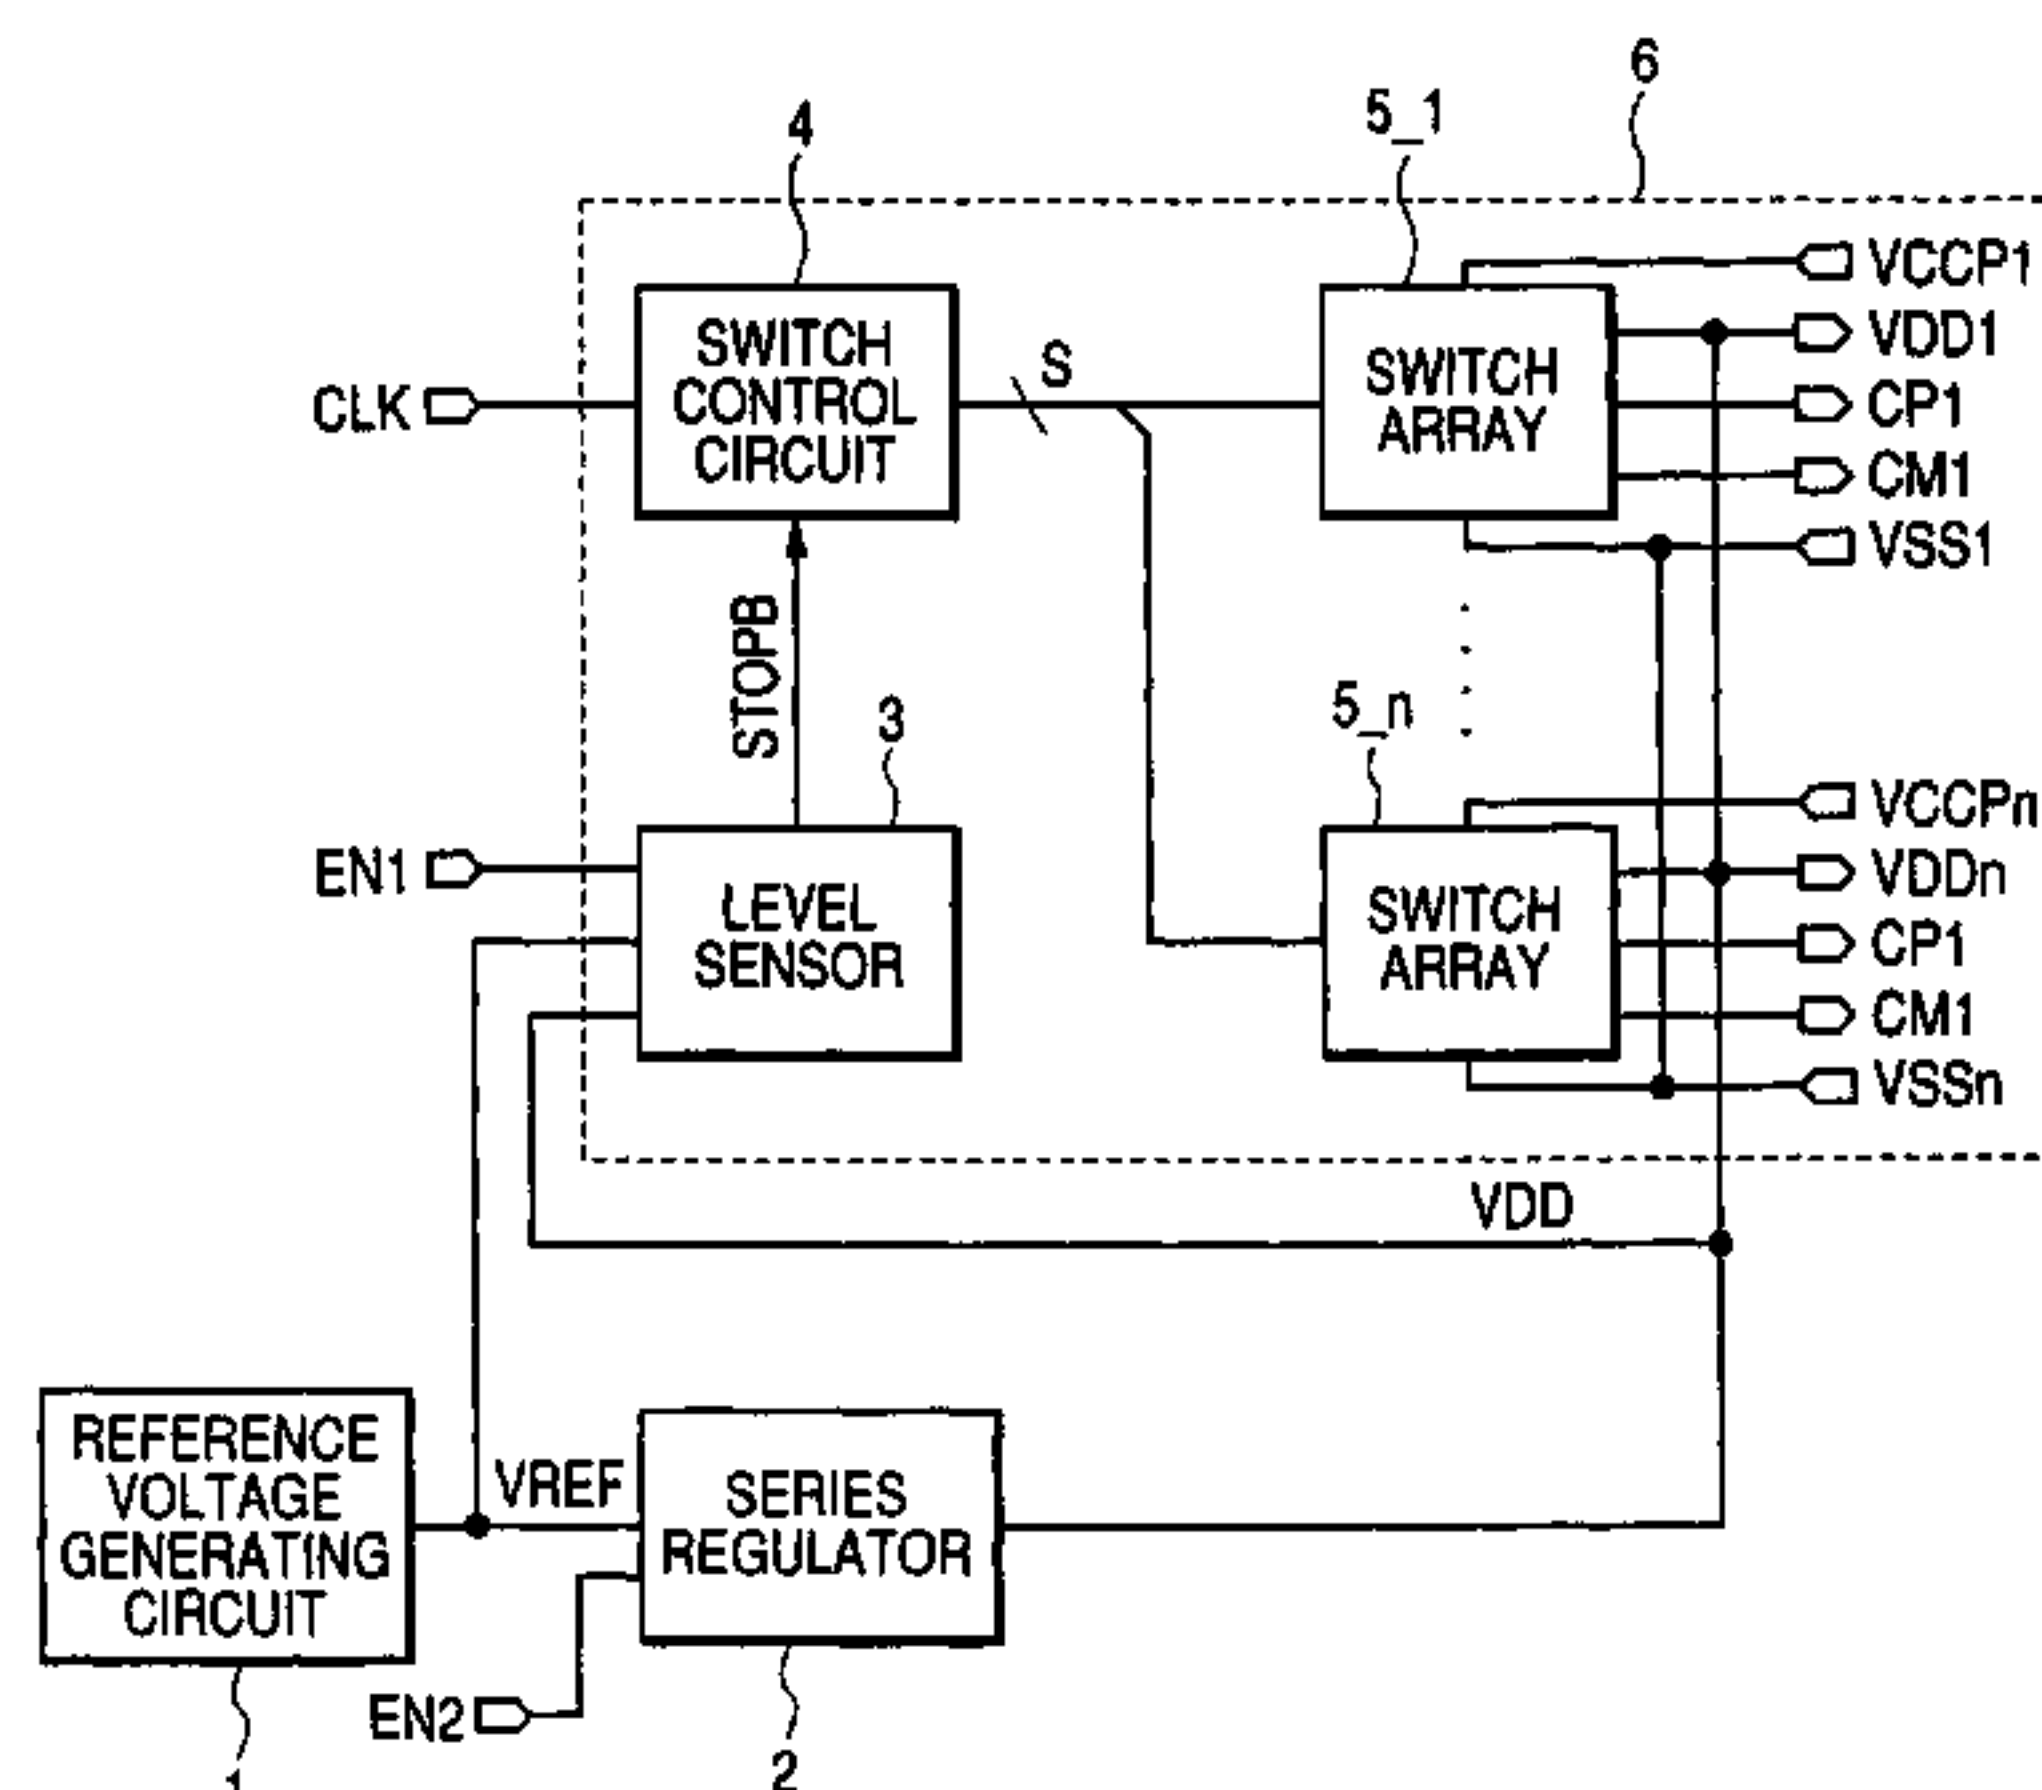 6
4
5_1
VCCP1
SWITCH
CONTROL
CIRCUIT
SWITCH
ARRAY
VDD1
CLK
S
CP1
CM1
VSS1
STOPB
3
5_n
VCCPn
EN1
LEVEL
SENSOR
SWITCH
ARRAY
VDDn
CP1
CM1
VSSn
VDD
REFERENCE
VOLTAGE
GENERATING
CIRCUIT
VREF
SERIES
REGULATOR
EN2
1
2